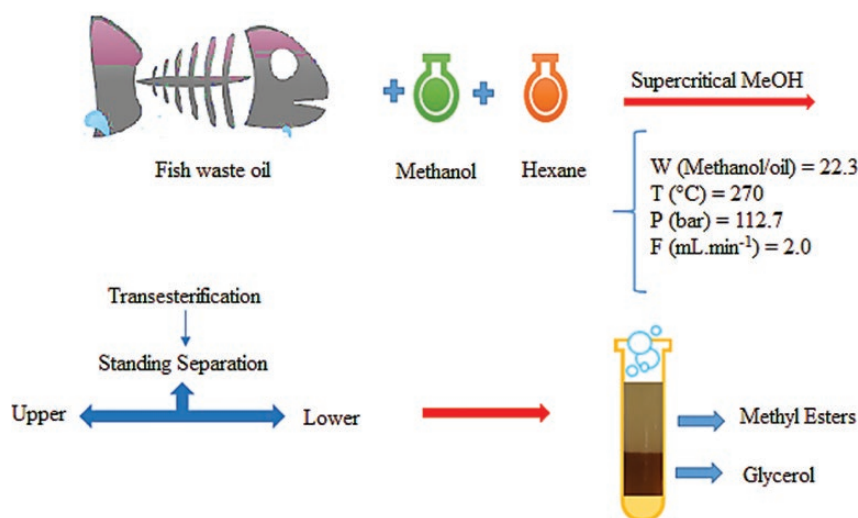 Supercritical MeOH
Fish waste oil
Methanol
Hexane
W (Methanol/oil) = 22.3
T (°C) = 270
P (bar) = 112.7
F (mL.min⁻¹) = 2.0
Transesterification
Standing Separation
Upper
Lower
Methyl Esters
Glycerol